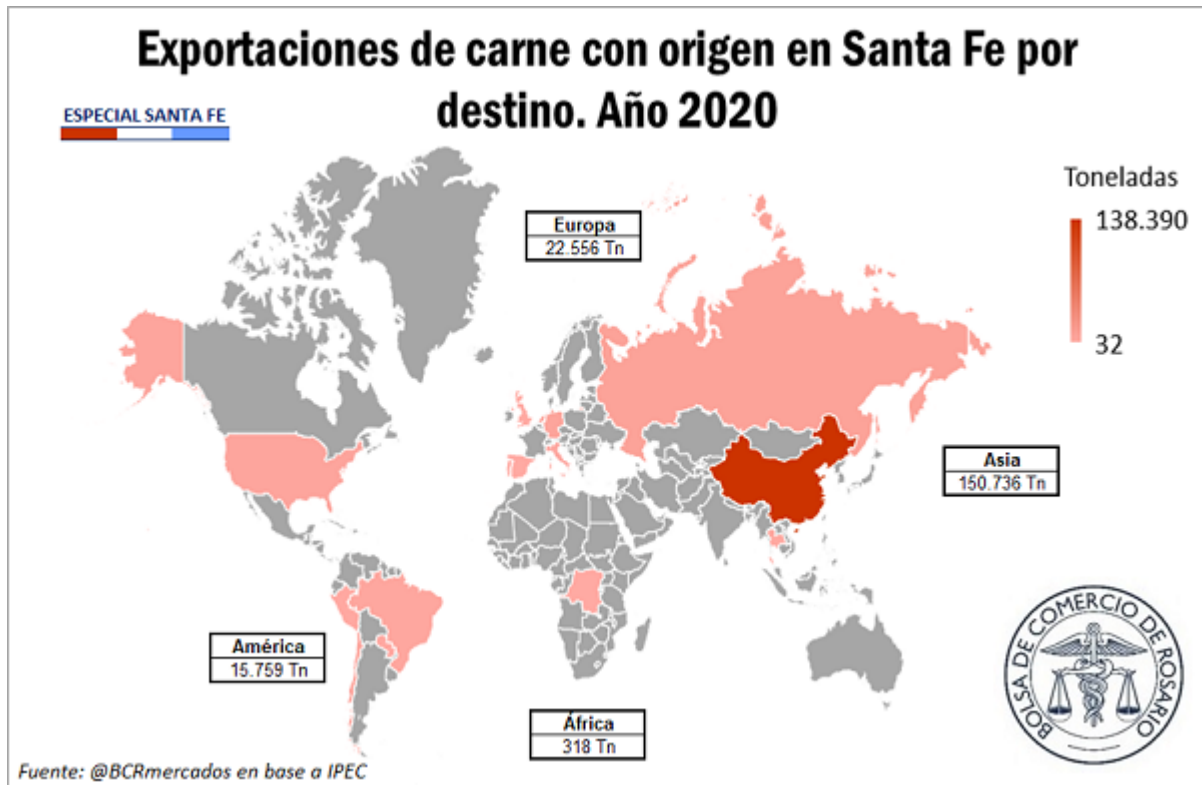 Exportaciones de carne con origen en Santa Fe por
destino. Año 2020
ESPECIAL SANTA FE
Toneladas
138.390
32
Europa
22.556 Tn
Asia
150.736 Tn
América
15.759 Tn
África
318 Tn
BOLSA DE COMERCIO DE ROSARIO
Fuente: @BCRmercados en base a IPEC